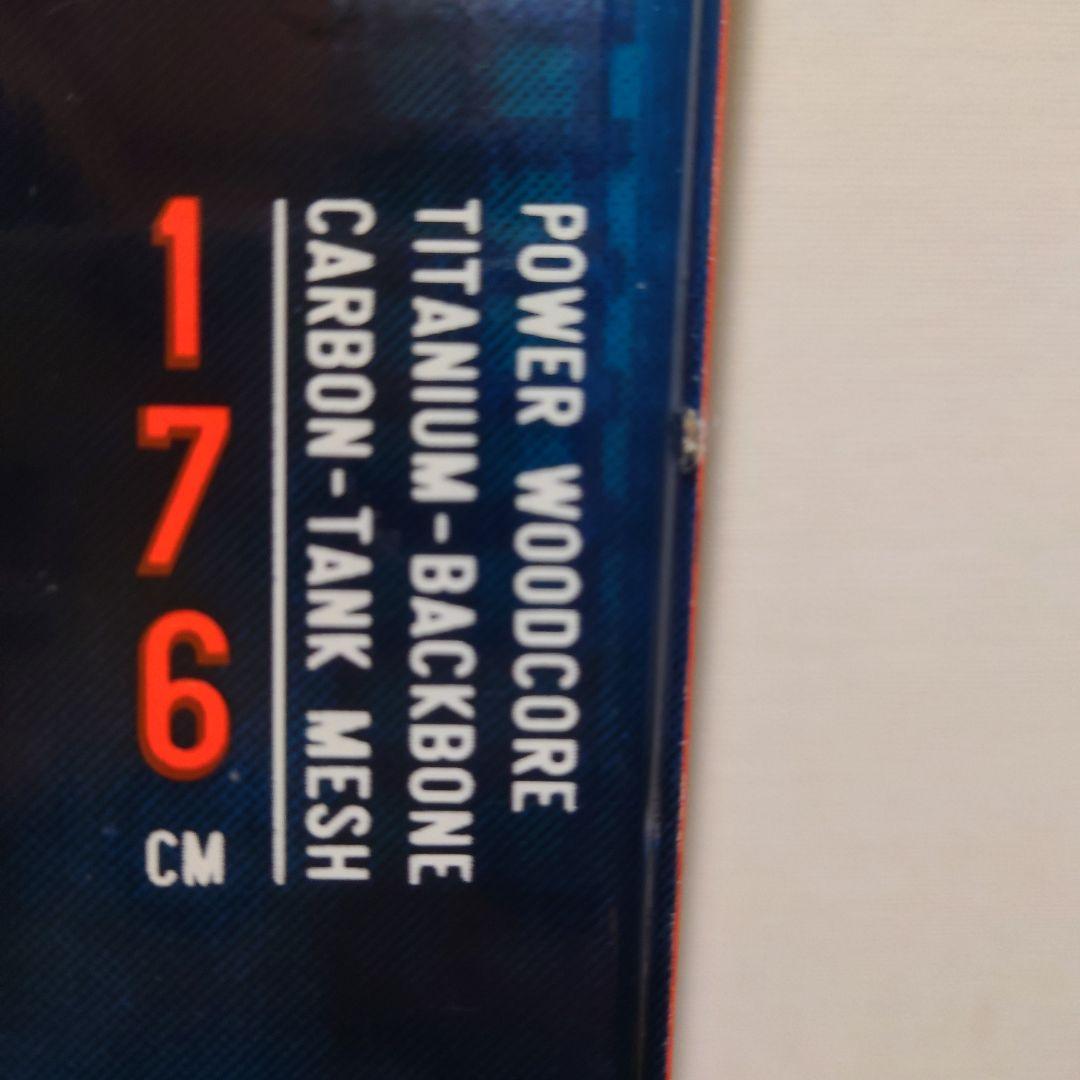 POWER WOODCORE
TITANIUM-BACKBONE
CARBON-TANK MESH
176
CM